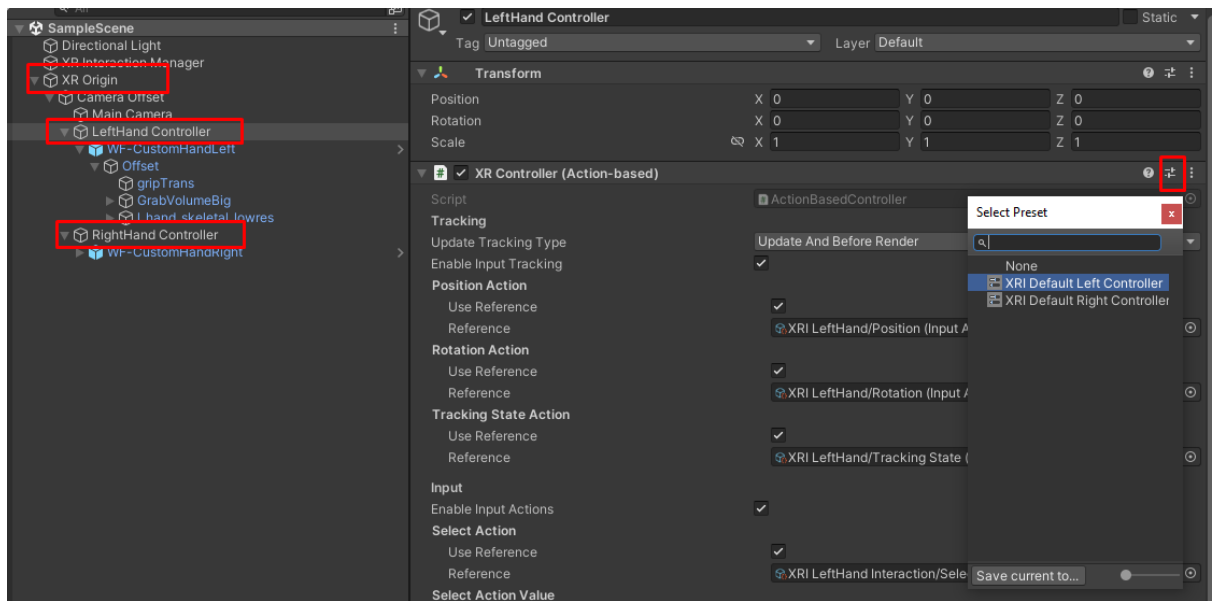 All
SampleScene
Directional Light
XR Interaction Manager
XR Origin
Camera Offset
Main Camera
LeftHand Controller
WF-CustomHandLeft
Offset
gripTrans
GrabVolumeBig
l_hand_skeletal_lowres
RightHand Controller
WF-CustomHandRight
LeftHand Controller
Static
Tag Untagged
Layer Default
Transform
Position X 0 Y 0 Z 0
Rotation X 0 Y 0 Z 0
Scale X 1 Y 1 Z 1
# XR Controller (Action-based)
Script ActionBasedController
Tracking
Update Tracking Type Update And Before Render
Enable Input Tracking
Position Action
Use Reference
Reference XRI LeftHand/Position (Input A
Rotation Action
Use Reference
Reference XRI LeftHand/Rotation (Input A
Tracking State Action
Use Reference
Reference XRI LeftHand/Tracking State (
Input
Enable Input Actions
Select Action
Use Reference
Reference XRI LeftHand Interaction/Sele
Select Action Value
Select Preset
x
None
XRI Default Left Controller
XRI Default Right Controller
Save current to...